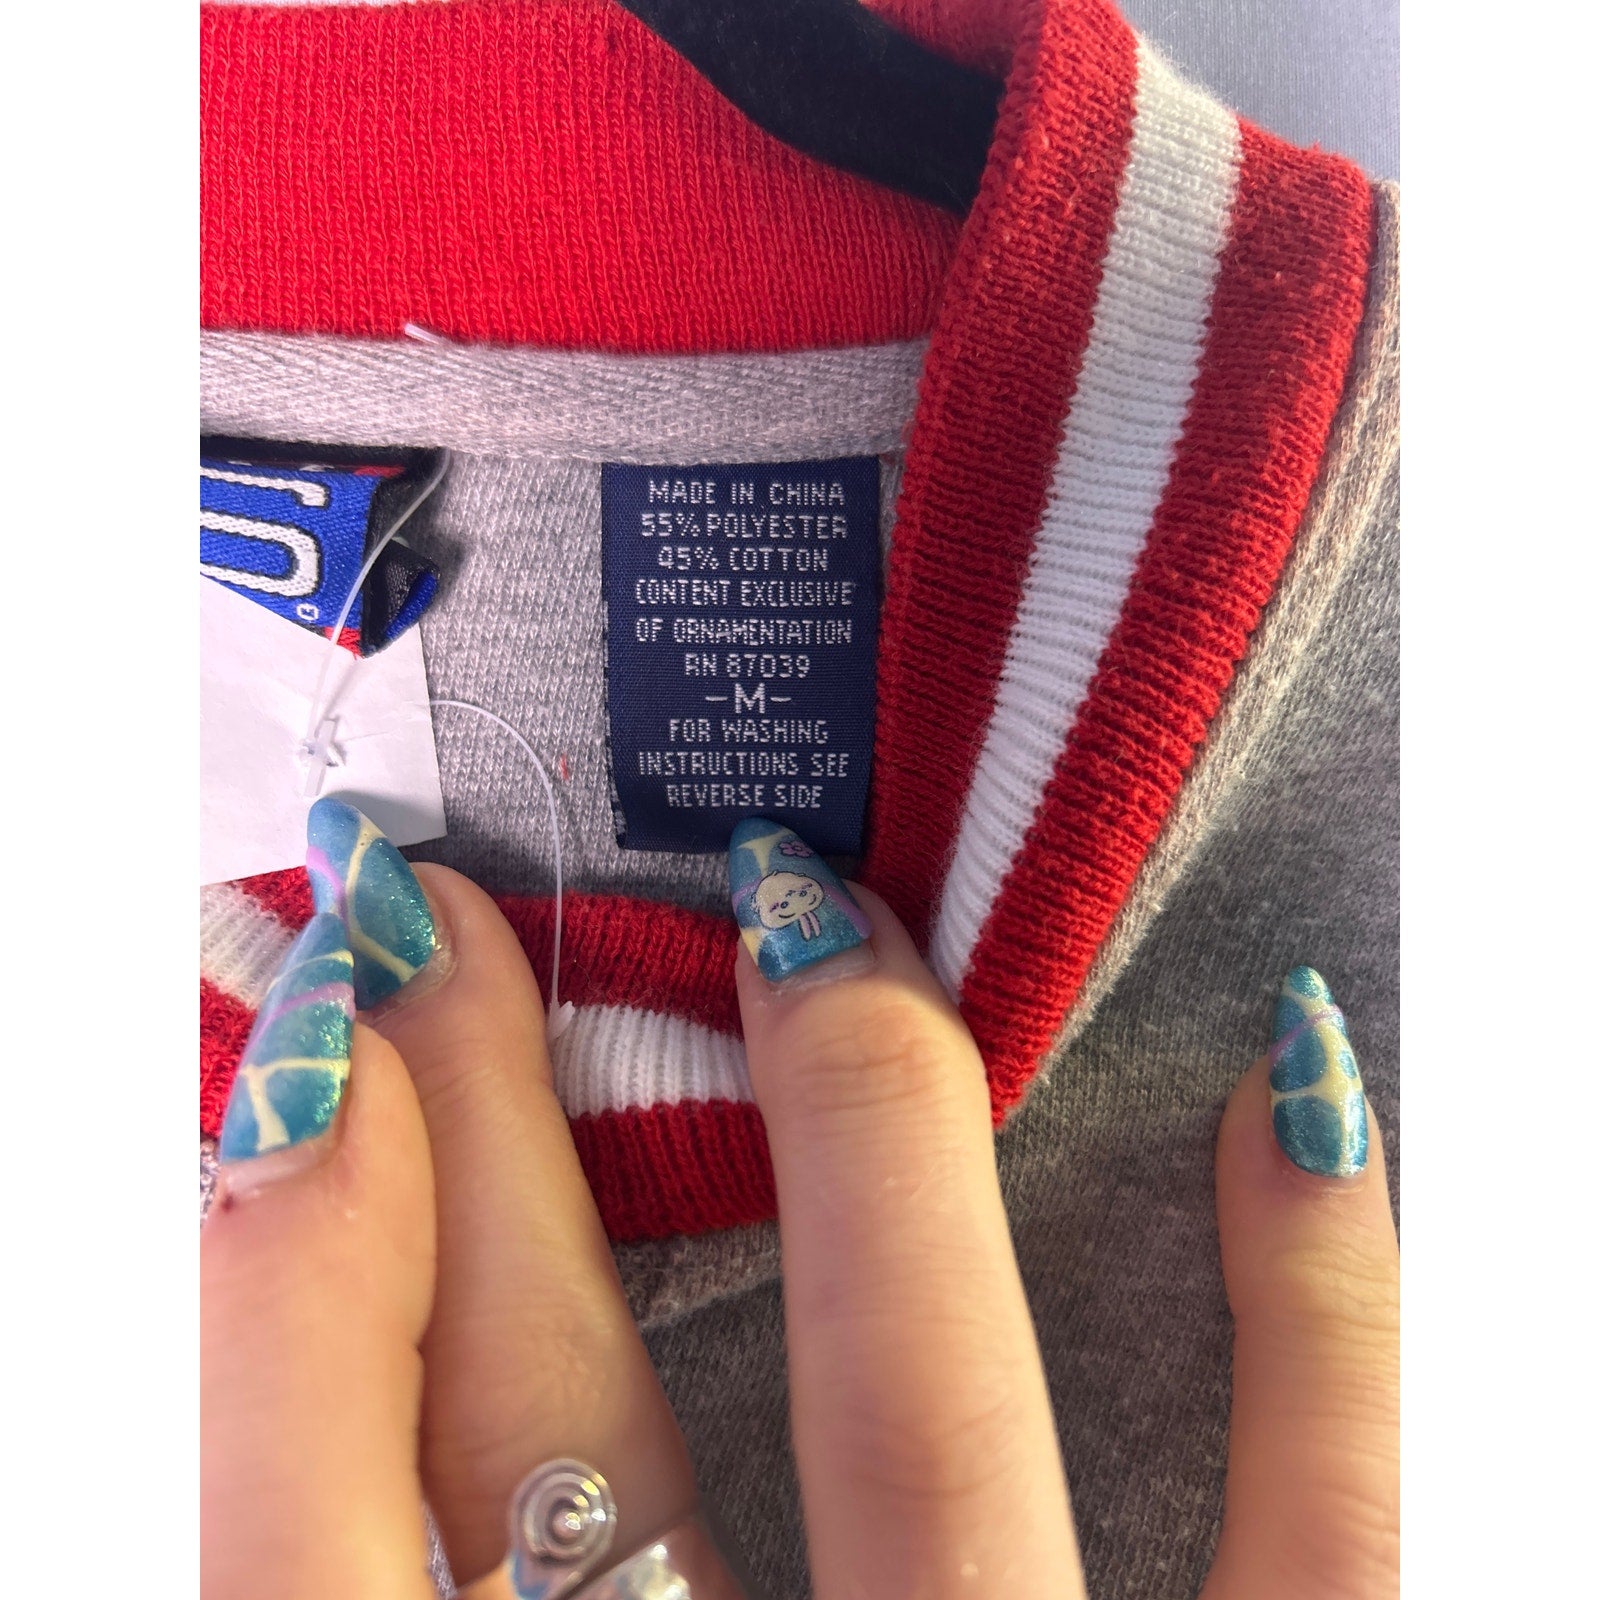 MADE IN CHINA
55% POLYESTER
45% COTTON
CONTENT EXCLUSIVE
OF ORNAMENTATION
RN 87039
-M-
FOR WASHING
INSTRUCTIONS SEE
REVERSE SIDE